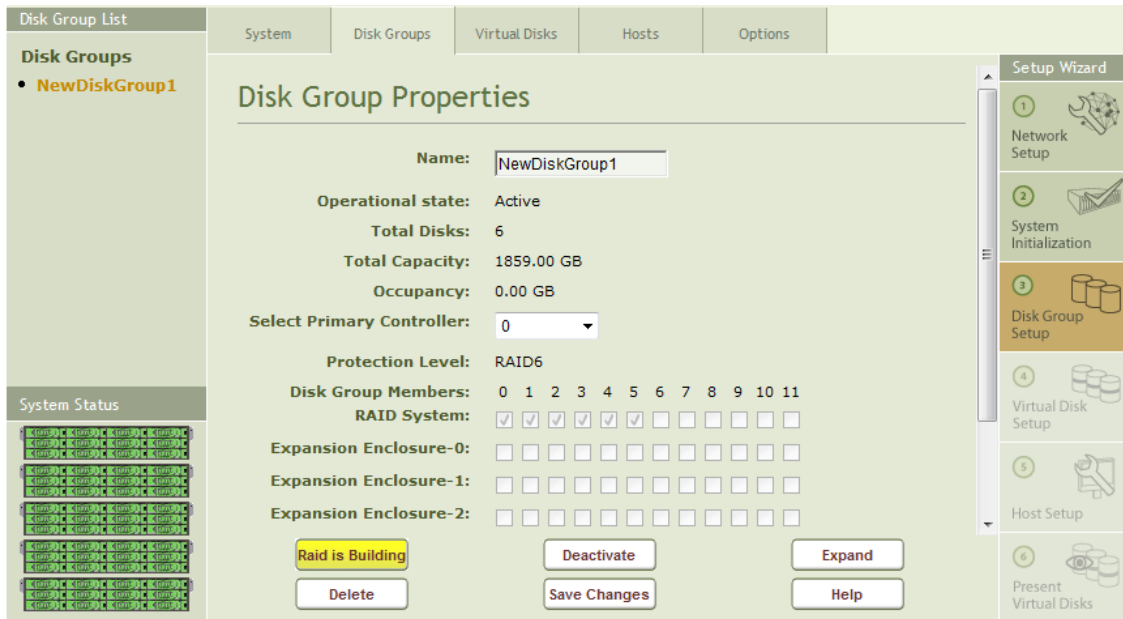 Disk Group List
Disk Groups
• NewDiskGroup1
System Status
System Disk Groups Virtual Disks Hosts Options
Disk Group Properties
Name: NewDiskGroup1
Operational state: Active
Total Disks: 6
Total Capacity: 1859.00 GB
Occupancy: 0.00 GB
Select Primary Controller: 0
Protection Level: RAID6
Disk Group Members: 0 1 2 3 4 5 6 7 8 9 10 11
RAID System:
Expansion Enclosure-0:
Expansion Enclosure-1:
Expansion Enclosure-2:
Raid is Building Deactivate Expand
Delete Save Changes Help
Setup Wizard
1
Network
Setup
2
System
Initialization
3
Disk Group
Setup
4
Virtual Disk
Setup
5
Host Setup
6
Present
Virtual Disks